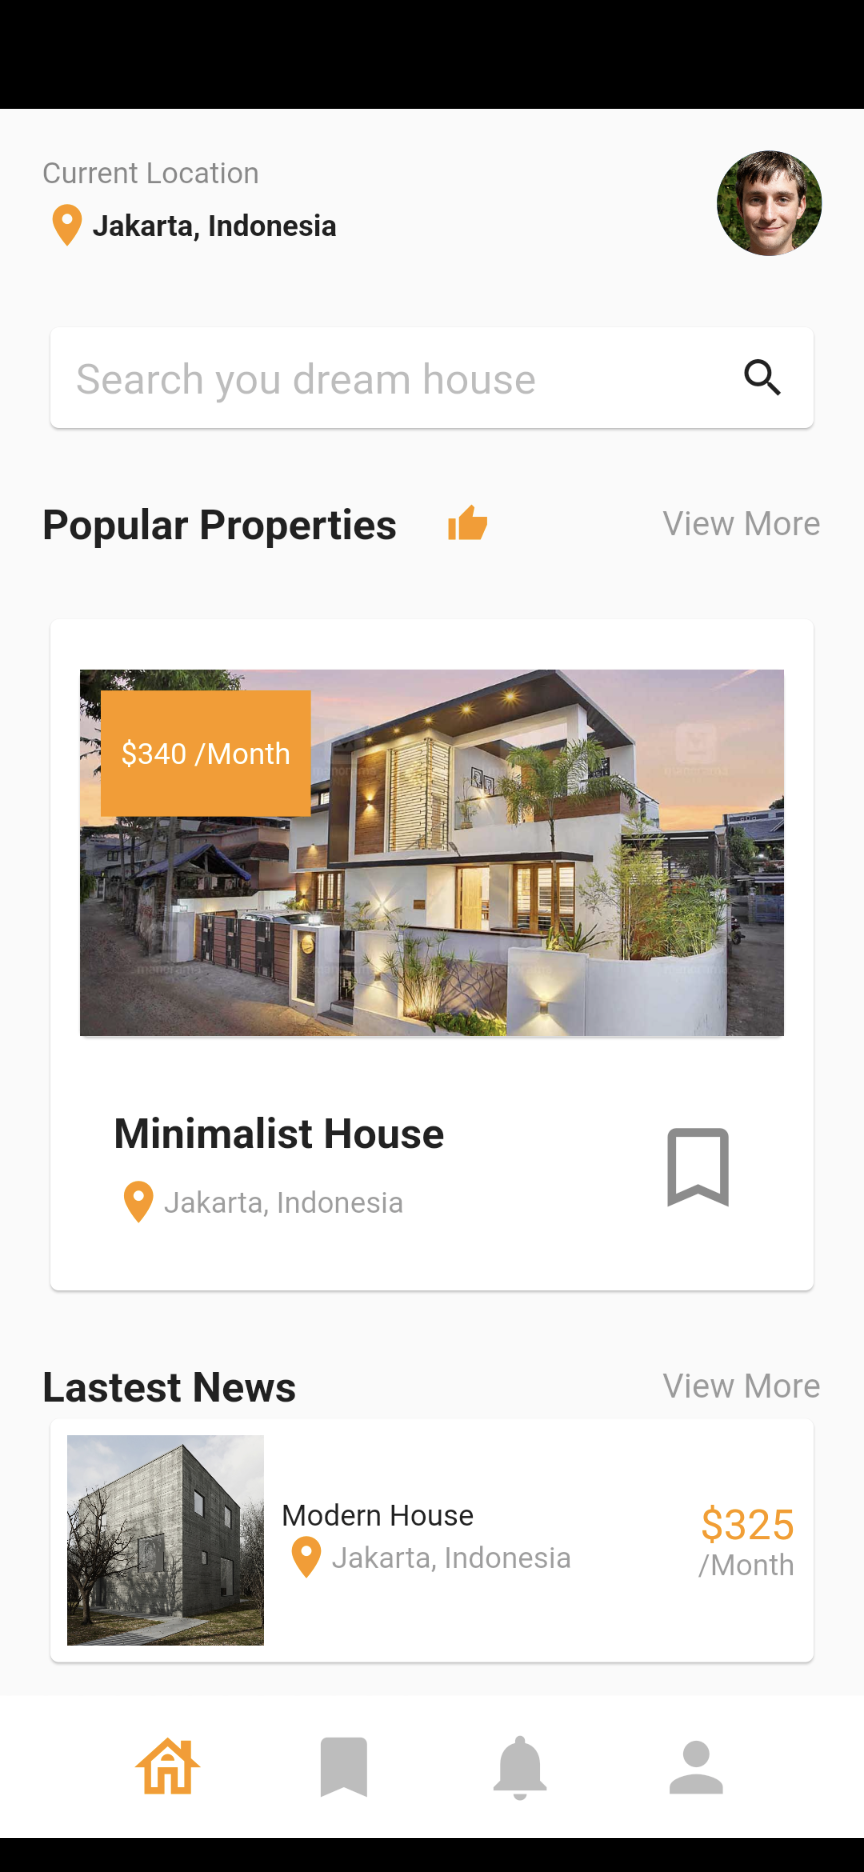 Current Location
Jakarta, Indonesia
Search you dream house
Popular Properties
View More
$340 /Month
Minimalist House
Jakarta, Indonesia
Lastest News
View More
Modern House
Jakarta, Indonesia
$325
/Month